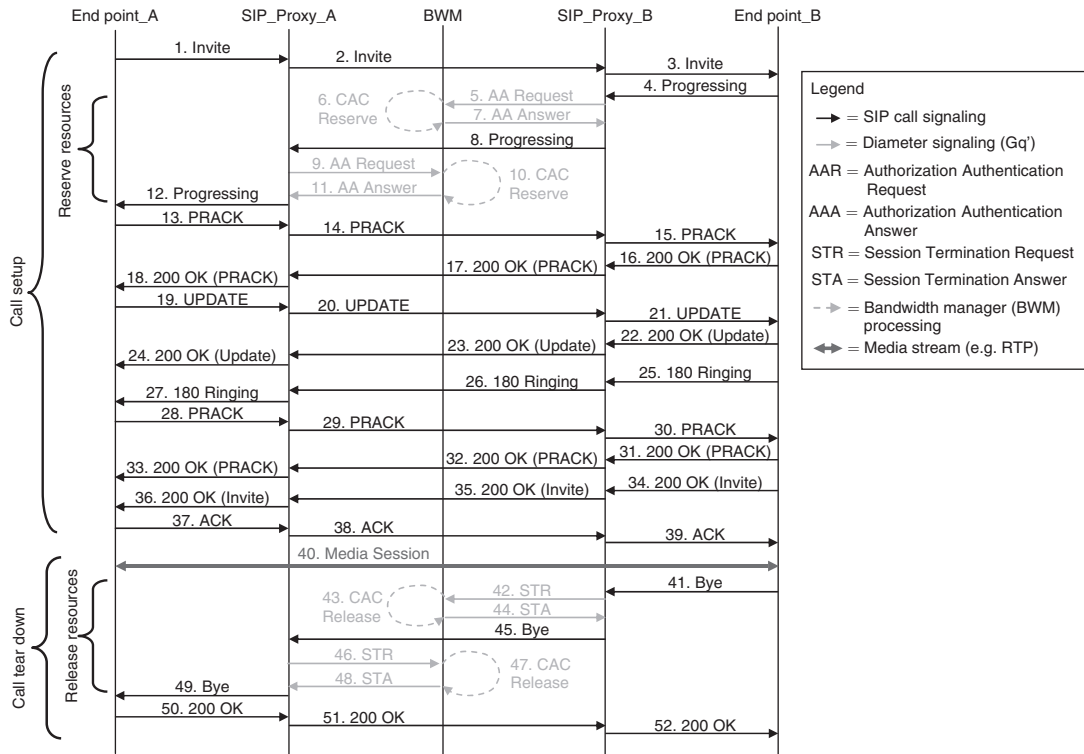 End point_A
SIP_Proxy_A
BWM
SIP_Proxy_B
End point_B
1. Invite
2. Invite
3. Invite
4. Progressing
5. AA Request
6. CAC
Reserve
7. AA Answer
8. Progressing
9. AA Request
10. CAC
Reserve
11. AA Answer
12. Progressing
13. PRACK
14. PRACK
15. PRACK
16. 200 OK (PRACK)
17. 200 OK (PRACK)
18. 200 OK (PRACK)
19. UPDATE
20. UPDATE
21. UPDATE
22. 200 OK (Update)
23. 200 OK (Update)
24. 200 OK (Update)
25. 180 Ringing
26. 180 Ringing
27. 180 Ringing
28. PRACK
29. PRACK
30. PRACK
31. 200 OK (PRACK)
32. 200 OK (PRACK)
33. 200 OK (PRACK)
34. 200 OK (Invite)
35. 200 OK (Invite)
36. 200 OK (Invite)
37. ACK
38. ACK
39. ACK
40. Media Session
41. Bye
42. STR
43. CAC
Release
44. STA
45. Bye
46. STR
47. CAC
Release
48. STA
49. Bye
50. 200 OK
51. 200 OK
52. 200 OK
Call setup
Reserve resources
Call tear down
Release resources
Legend
= SIP call signaling
= Diameter signaling (Gq')
AAR = Authorization Authentication
Request
AAA = Authorization Authentication
Answer
STR = Session Termination Request
STA = Session Termination Answer
= Bandwidth manager (BWM)
processing
= Media stream (e.g. RTP)